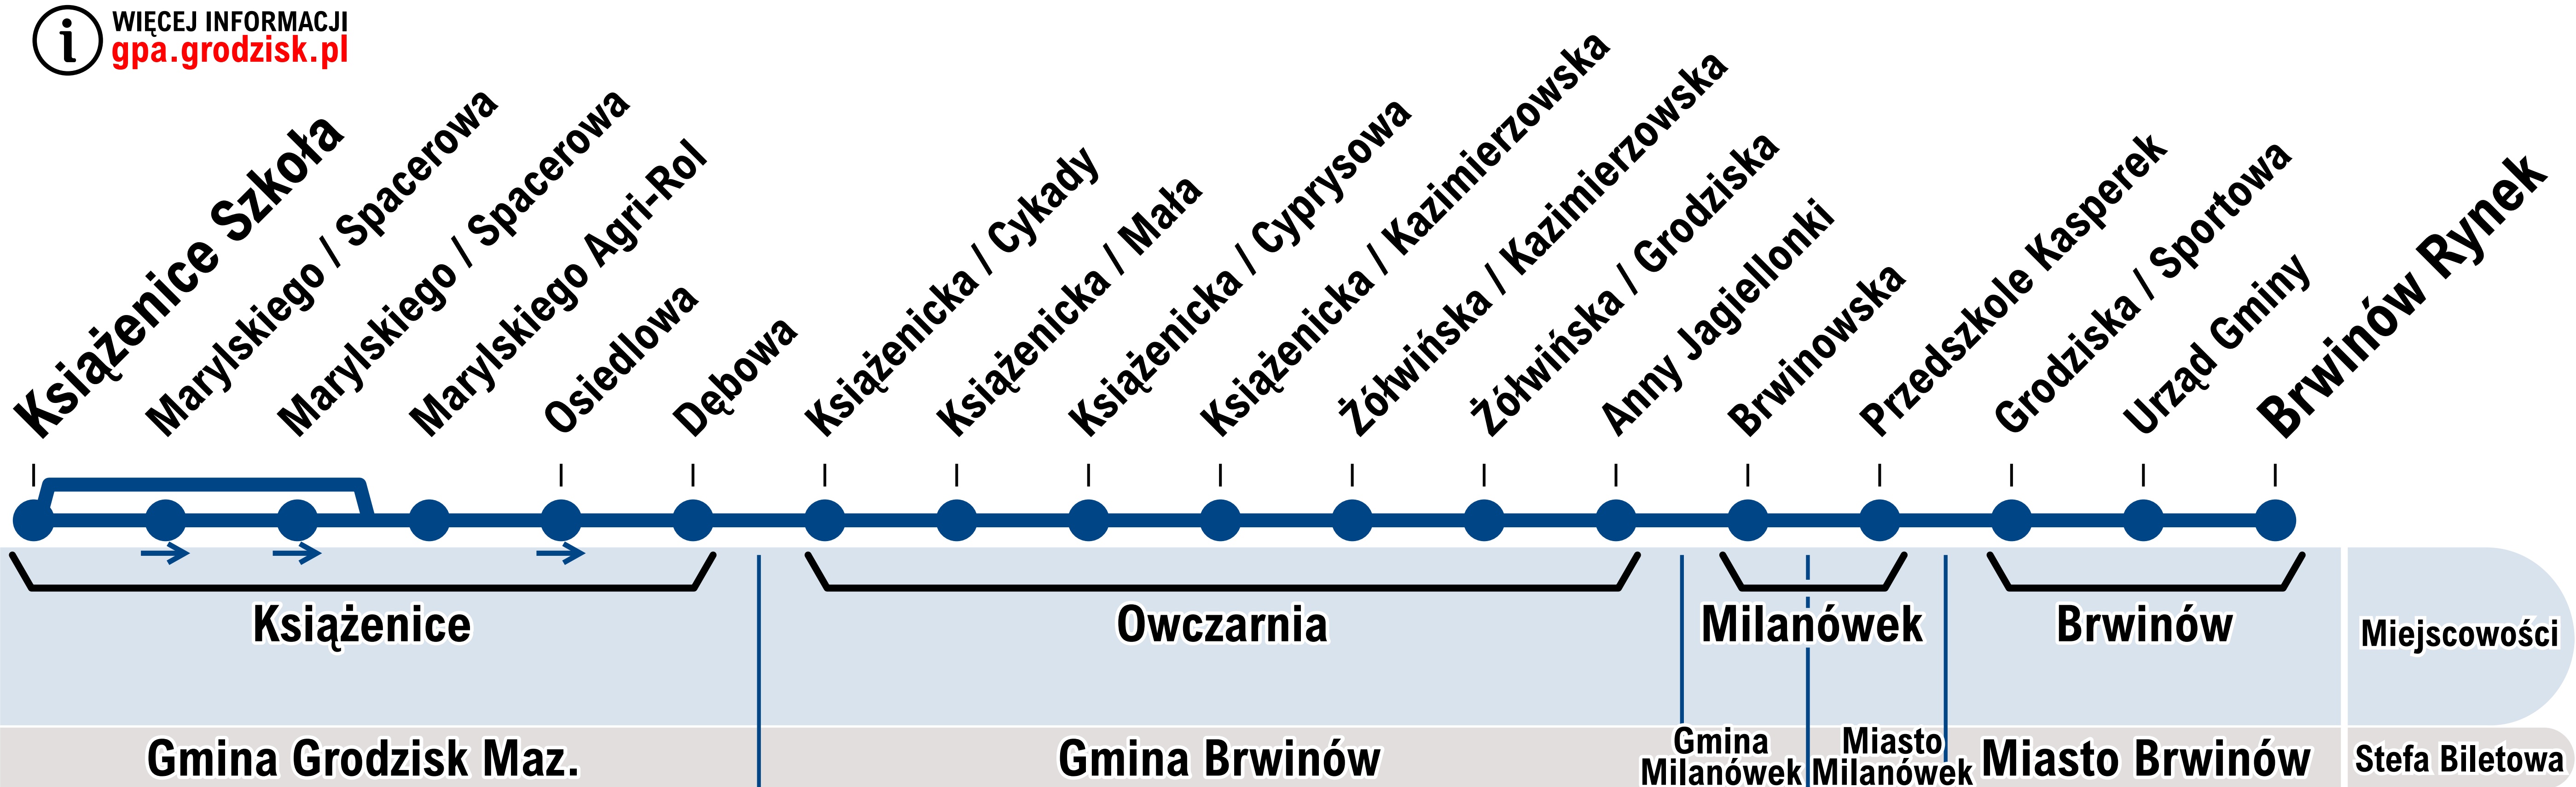 WIĘCEJ INFORMACJI
gpa.grodzisk.pl
Książenice Szkoła
Marylskiego / Spacerowa
Marylskiego / Spacerowa
Marylskiego Agri-Rol
Osiedlowa
Dębowa
Książenicka / Cykady
Książenicka / Mała
Książenicka / Cyprysowa
Książenicka / Kazimierzowska
Żółwińska / Kazimierzowska
Żółwińska / Grodziska
Anny Jagiellonki
Brwinowska
Przedszkole Kasperek
Grodziska / Sportowa
Urząd Gminy
Brwinów Rynek
Książenice
Owczarnia
Milanówek
Brwinów
Miejscowości
Gmina Grodzisk Maz.
Gmina Brwinów
Gmina
Milanówek
Miasto
Milanówek
Miasto Brwinów
Stefa Biletowa